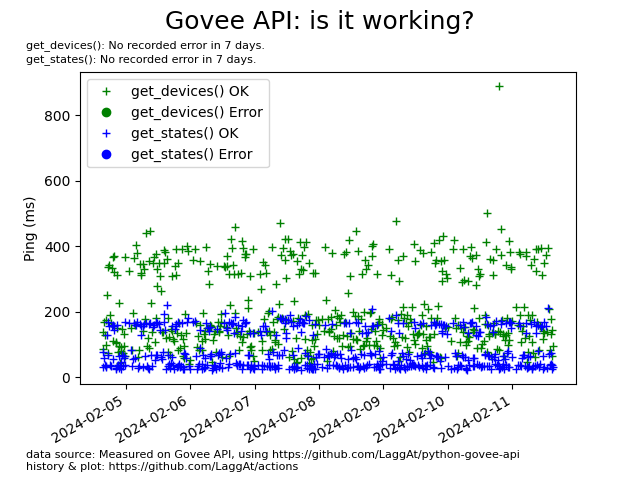 Govee API: is it working?
get_devices(): No recorded error in 7 days.
get_states(): No recorded error in 7 days.
get_devices() OK
get_devices() Error
get_states() OK
get_states() Error
Ping (ms)
800
600
400
200
0
2024-02-05
2024-02-06
2024-02-07
2024-02-08
2024-02-09
2024-02-10
2024-02-11
data source: Measured on Govee API, using https://github.com/LaggAt/python-govee-api
history & plot: https://github.com/LaggAt/actions